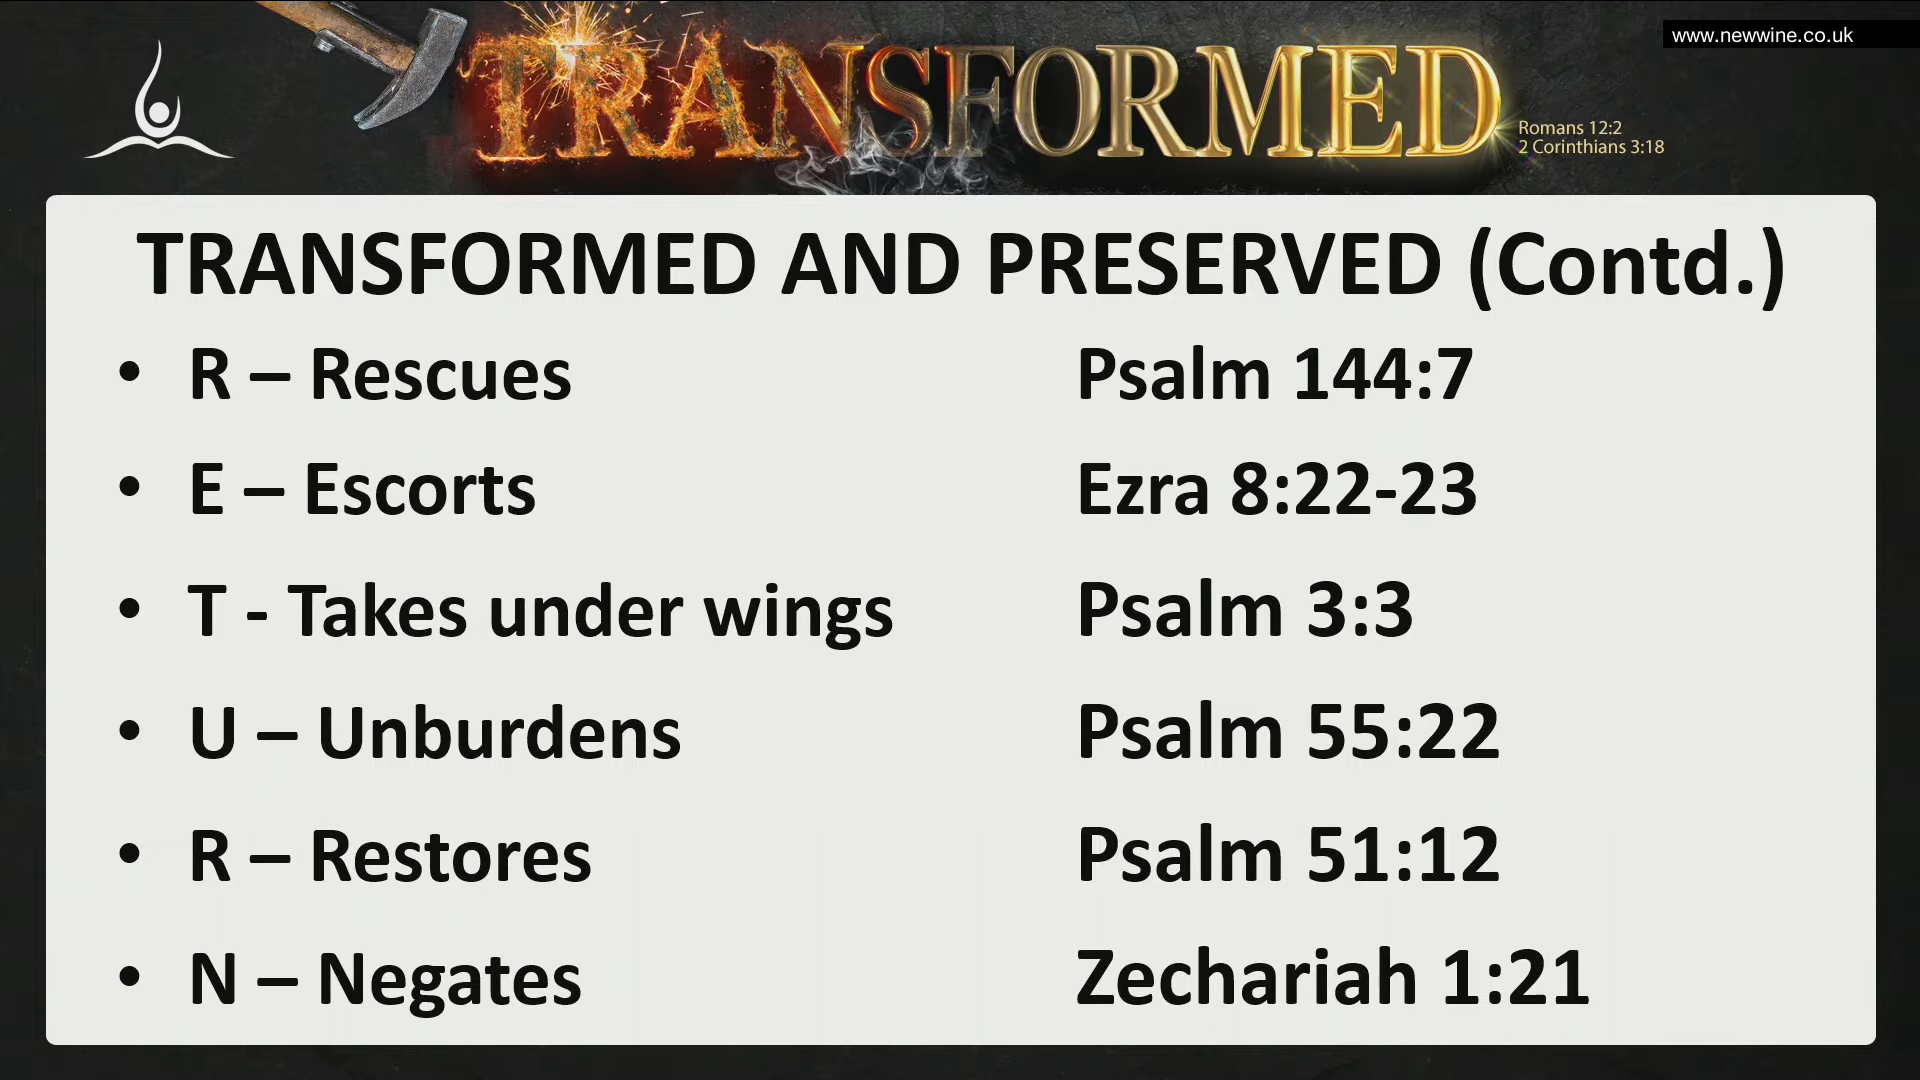 www.newwine.co.uk
TRANSFORMED
Romans 12:2
2 Corinthians 3:18
TRANSFORMED AND PRESERVED (Contd.)
• R – Rescues Psalm 144:7
• E – Escorts Ezra 8:22-23
• T - Takes under wings Psalm 3:3
• U – Unburdens Psalm 55:22
• R – Restores Psalm 51:12
• N – Negates Zechariah 1:21